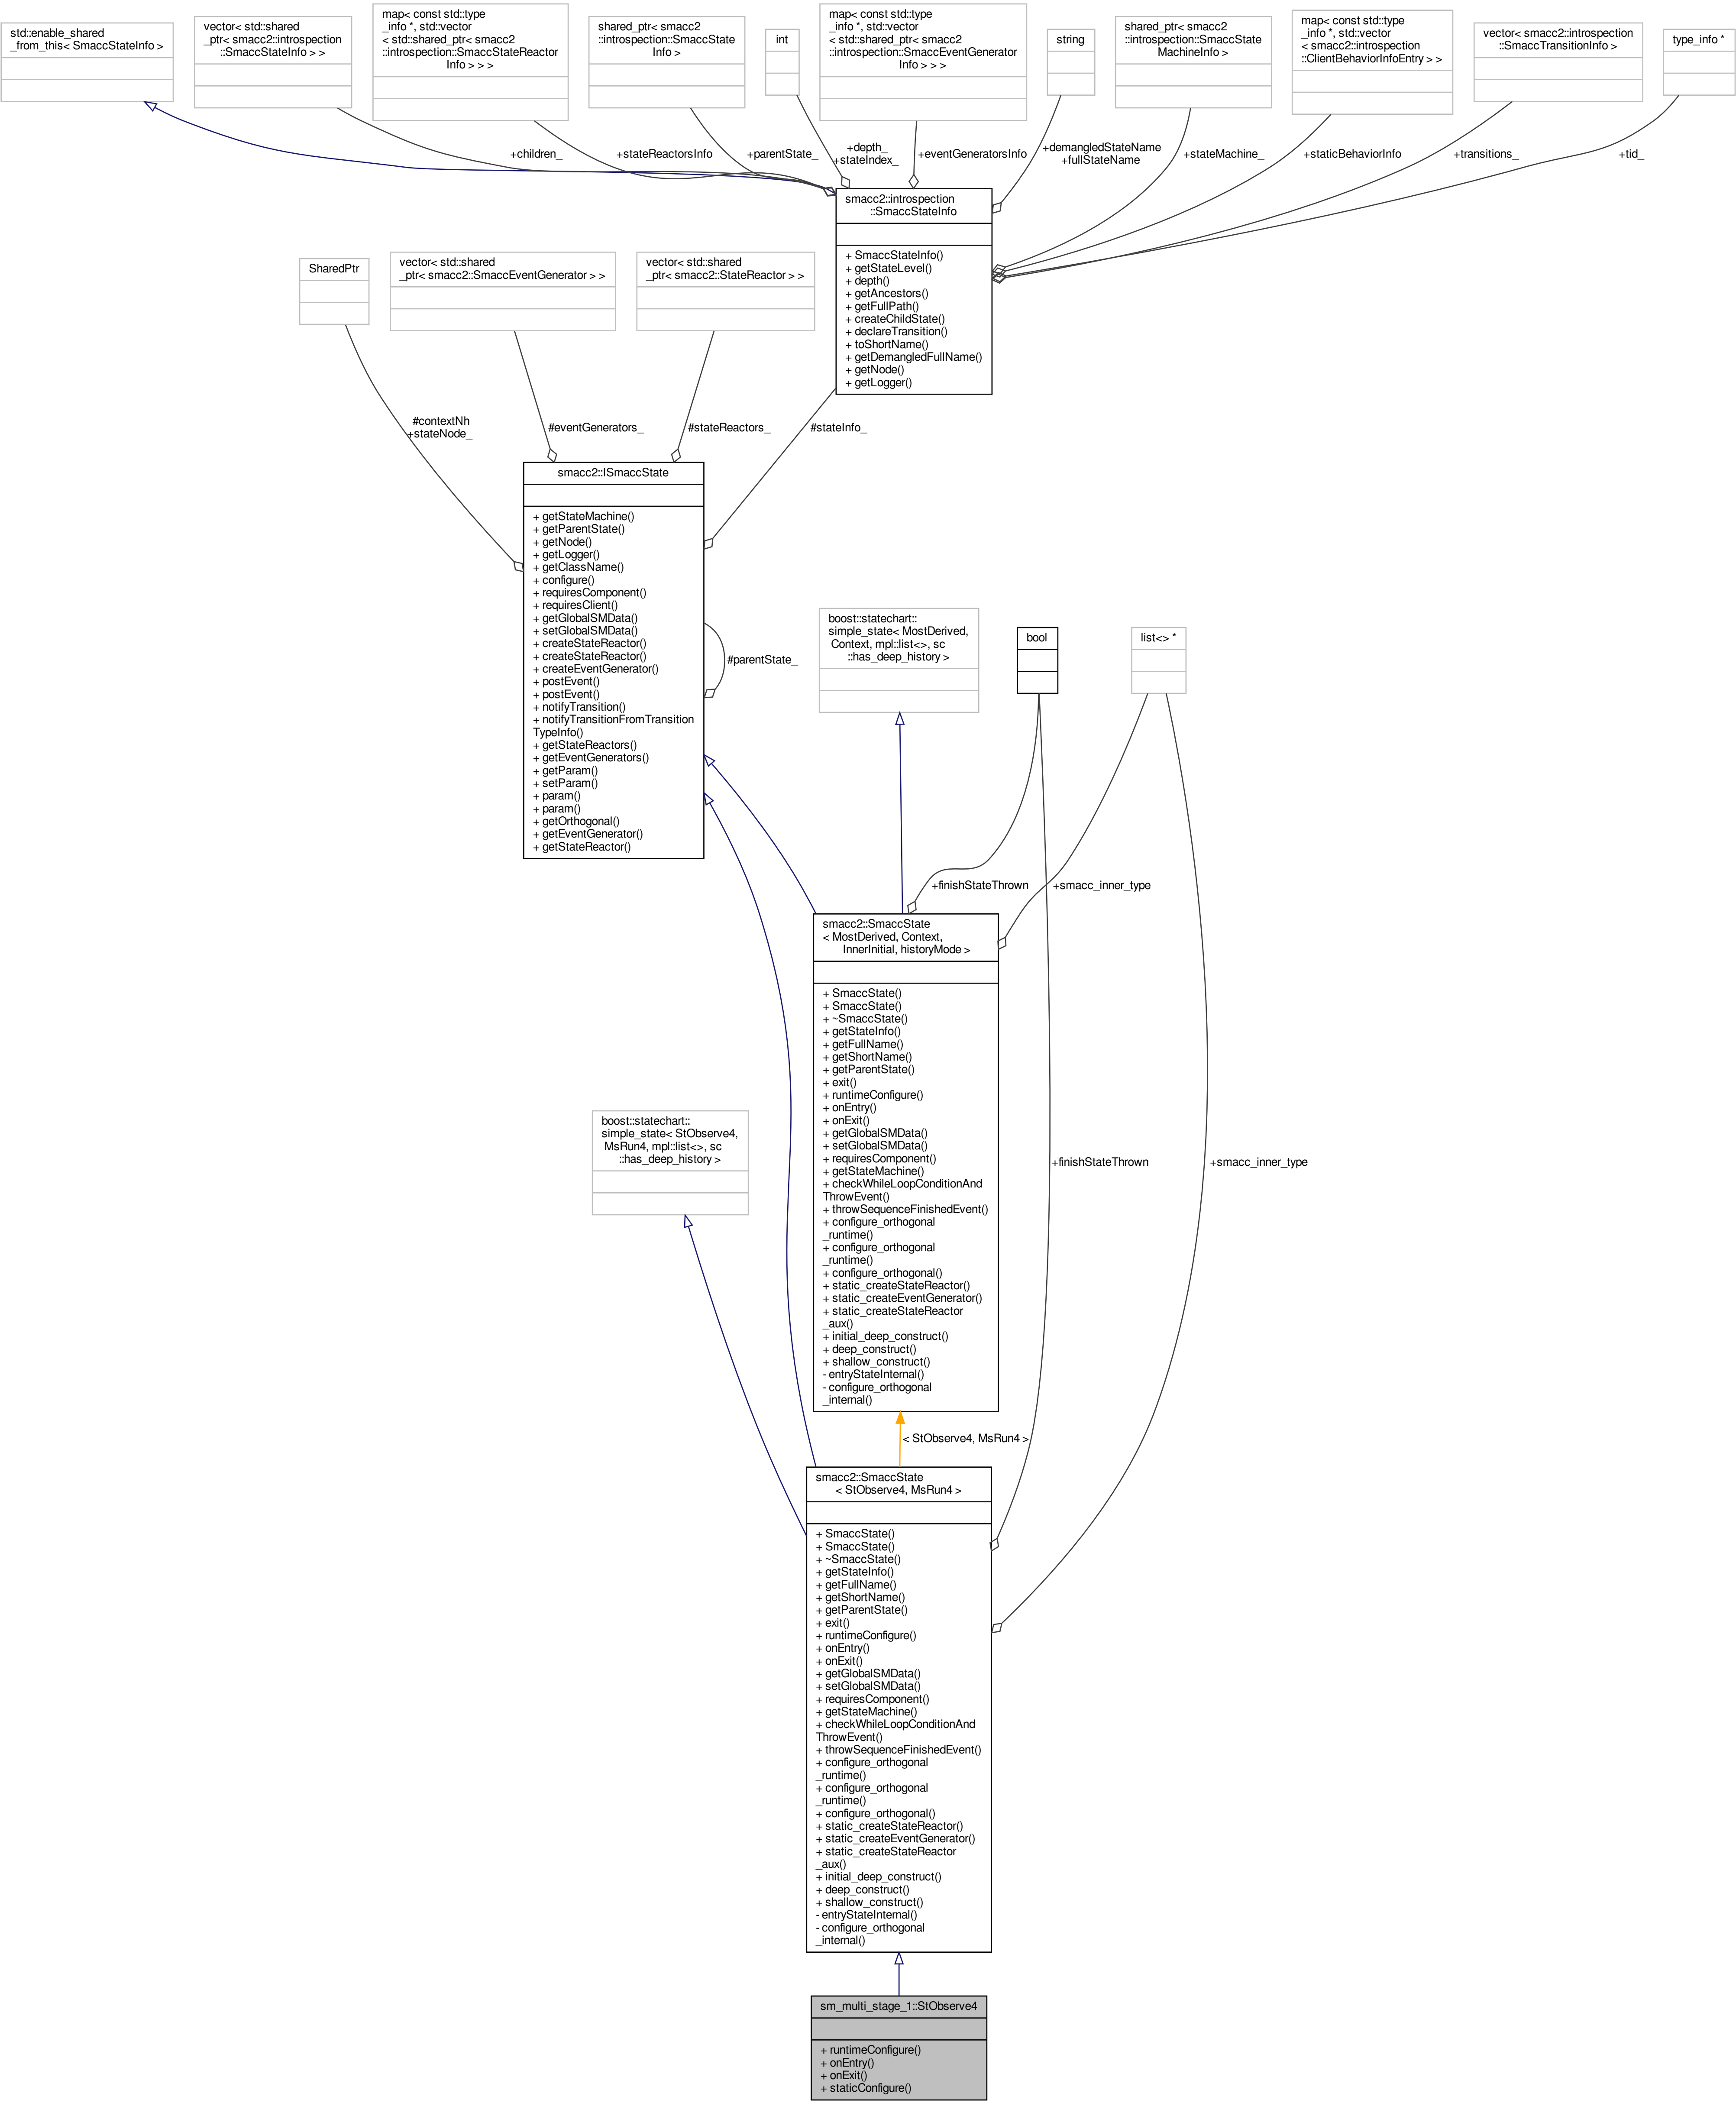 std::enable_shared
_from_this< SmaccStateInfo >
vector< std::shared
_ptr< smacc2::introspection
::SmaccStateInfo > >
map< const std::type
_info *, std::vector
< std::shared_ptr< smacc2
::introspection::SmaccStateReactor
Info > > >
shared_ptr< smacc2
::introspection::SmaccState
Info >
int
map< const std::type
_info *, std::vector
< std::shared_ptr< smacc2
::introspection::SmaccEventGenerator
Info > > >
string
shared_ptr< smacc2
::introspection::SmaccState
MachineInfo >
map< const std::type
_info *, std::vector
< smacc2::introspection
::ClientBehaviorInfoEntry > >
vector< smacc2::introspection
::SmaccTransitionInfo >
type_info *
+children_
+stateReactorsInfo
+parentState_
+depth_
+stateIndex_
+eventGeneratorsInfo
+demangledStateName
+fullStateName
+stateMachine_
+staticBehaviorInfo
+transitions_
+tid_
smacc2::introspection
::SmaccStateInfo
+ SmaccStateInfo()
+ getStateLevel()
+ depth()
+ getAncestors()
+ getFullPath()
+ createChildState()
+ declareTransition()
+ toShortName()
+ getDemangledFullName()
+ getNode()
+ getLogger()
SharedPtr
vector< std::shared
_ptr< smacc2::SmaccEventGenerator > >
vector< std::shared
_ptr< smacc2::StateReactor > >
#contextNh
+stateNode_
#eventGenerators_
#stateReactors_
#stateInfo_
smacc2::ISmaccState
+ getStateMachine()
+ getParentState()
+ getNode()
+ getLogger()
+ getClassName()
+ configure()
+ requiresComponent()
+ requiresClient()
+ getGlobalSMData()
+ setGlobalSMData()
+ createStateReactor()
+ createStateReactor()
+ createEventGenerator()
+ postEvent()
+ postEvent()
+ notifyTransition()
+ notifyTransitionFromTransition
TypeInfo()
+ getStateReactors()
+ getEventGenerators()
+ getParam()
+ setParam()
+ param()
+ param()
+ getOrthogonal()
+ getEventGenerator()
+ getStateReactor()
#parentState_
boost::statechart::
simple_state< MostDerived,
Context, mpl::list<>, sc
::has_deep_history >
bool
list<> *
+finishStateThrown
+smacc_inner_type
smacc2::SmaccState
< MostDerived, Context,
InnerInitial, historyMode >
+ SmaccState()
+ SmaccState()
+ ~SmaccState()
+ getStateInfo()
+ getFullName()
+ getShortName()
+ getParentState()
+ exit()
+ runtimeConfigure()
+ onEntry()
+ onExit()
+ getGlobalSMData()
+ setGlobalSMData()
+ requiresComponent()
+ getStateMachine()
+ checkWhileLoopConditionAnd
ThrowEvent()
+ throwSequenceFinishedEvent()
+ configure_orthogonal
_runtime()
+ configure_orthogonal
_runtime()
+ configure_orthogonal()
+ static_createStateReactor()
+ static_createEventGenerator()
+ static_createStateReactor
_aux()
+ initial_deep_construct()
+ deep_construct()
+ shallow_construct()
- entryStateInternal()
- configure_orthogonal
_internal()
boost::statechart::
simple_state< StObserve4,
MsRun4, mpl::list<>, sc
::has_deep_history >
+finishStateThrown
+smacc_inner_type
< StObserve4, MsRun4 >
smacc2::SmaccState
< StObserve4, MsRun4 >
+ SmaccState()
+ SmaccState()
+ ~SmaccState()
+ getStateInfo()
+ getFullName()
+ getShortName()
+ getParentState()
+ exit()
+ runtimeConfigure()
+ onEntry()
+ onExit()
+ getGlobalSMData()
+ setGlobalSMData()
+ requiresComponent()
+ getStateMachine()
+ checkWhileLoopConditionAnd
ThrowEvent()
+ throwSequenceFinishedEvent()
+ configure_orthogonal
_runtime()
+ configure_orthogonal
_runtime()
+ configure_orthogonal()
+ static_createStateReactor()
+ static_createEventGenerator()
+ static_createStateReactor
_aux()
+ initial_deep_construct()
+ deep_construct()
+ shallow_construct()
- entryStateInternal()
- configure_orthogonal
_internal()
sm_multi_stage_1::StObserve4
+ runtimeConfigure()
+ onEntry()
+ onExit()
+ staticConfigure()